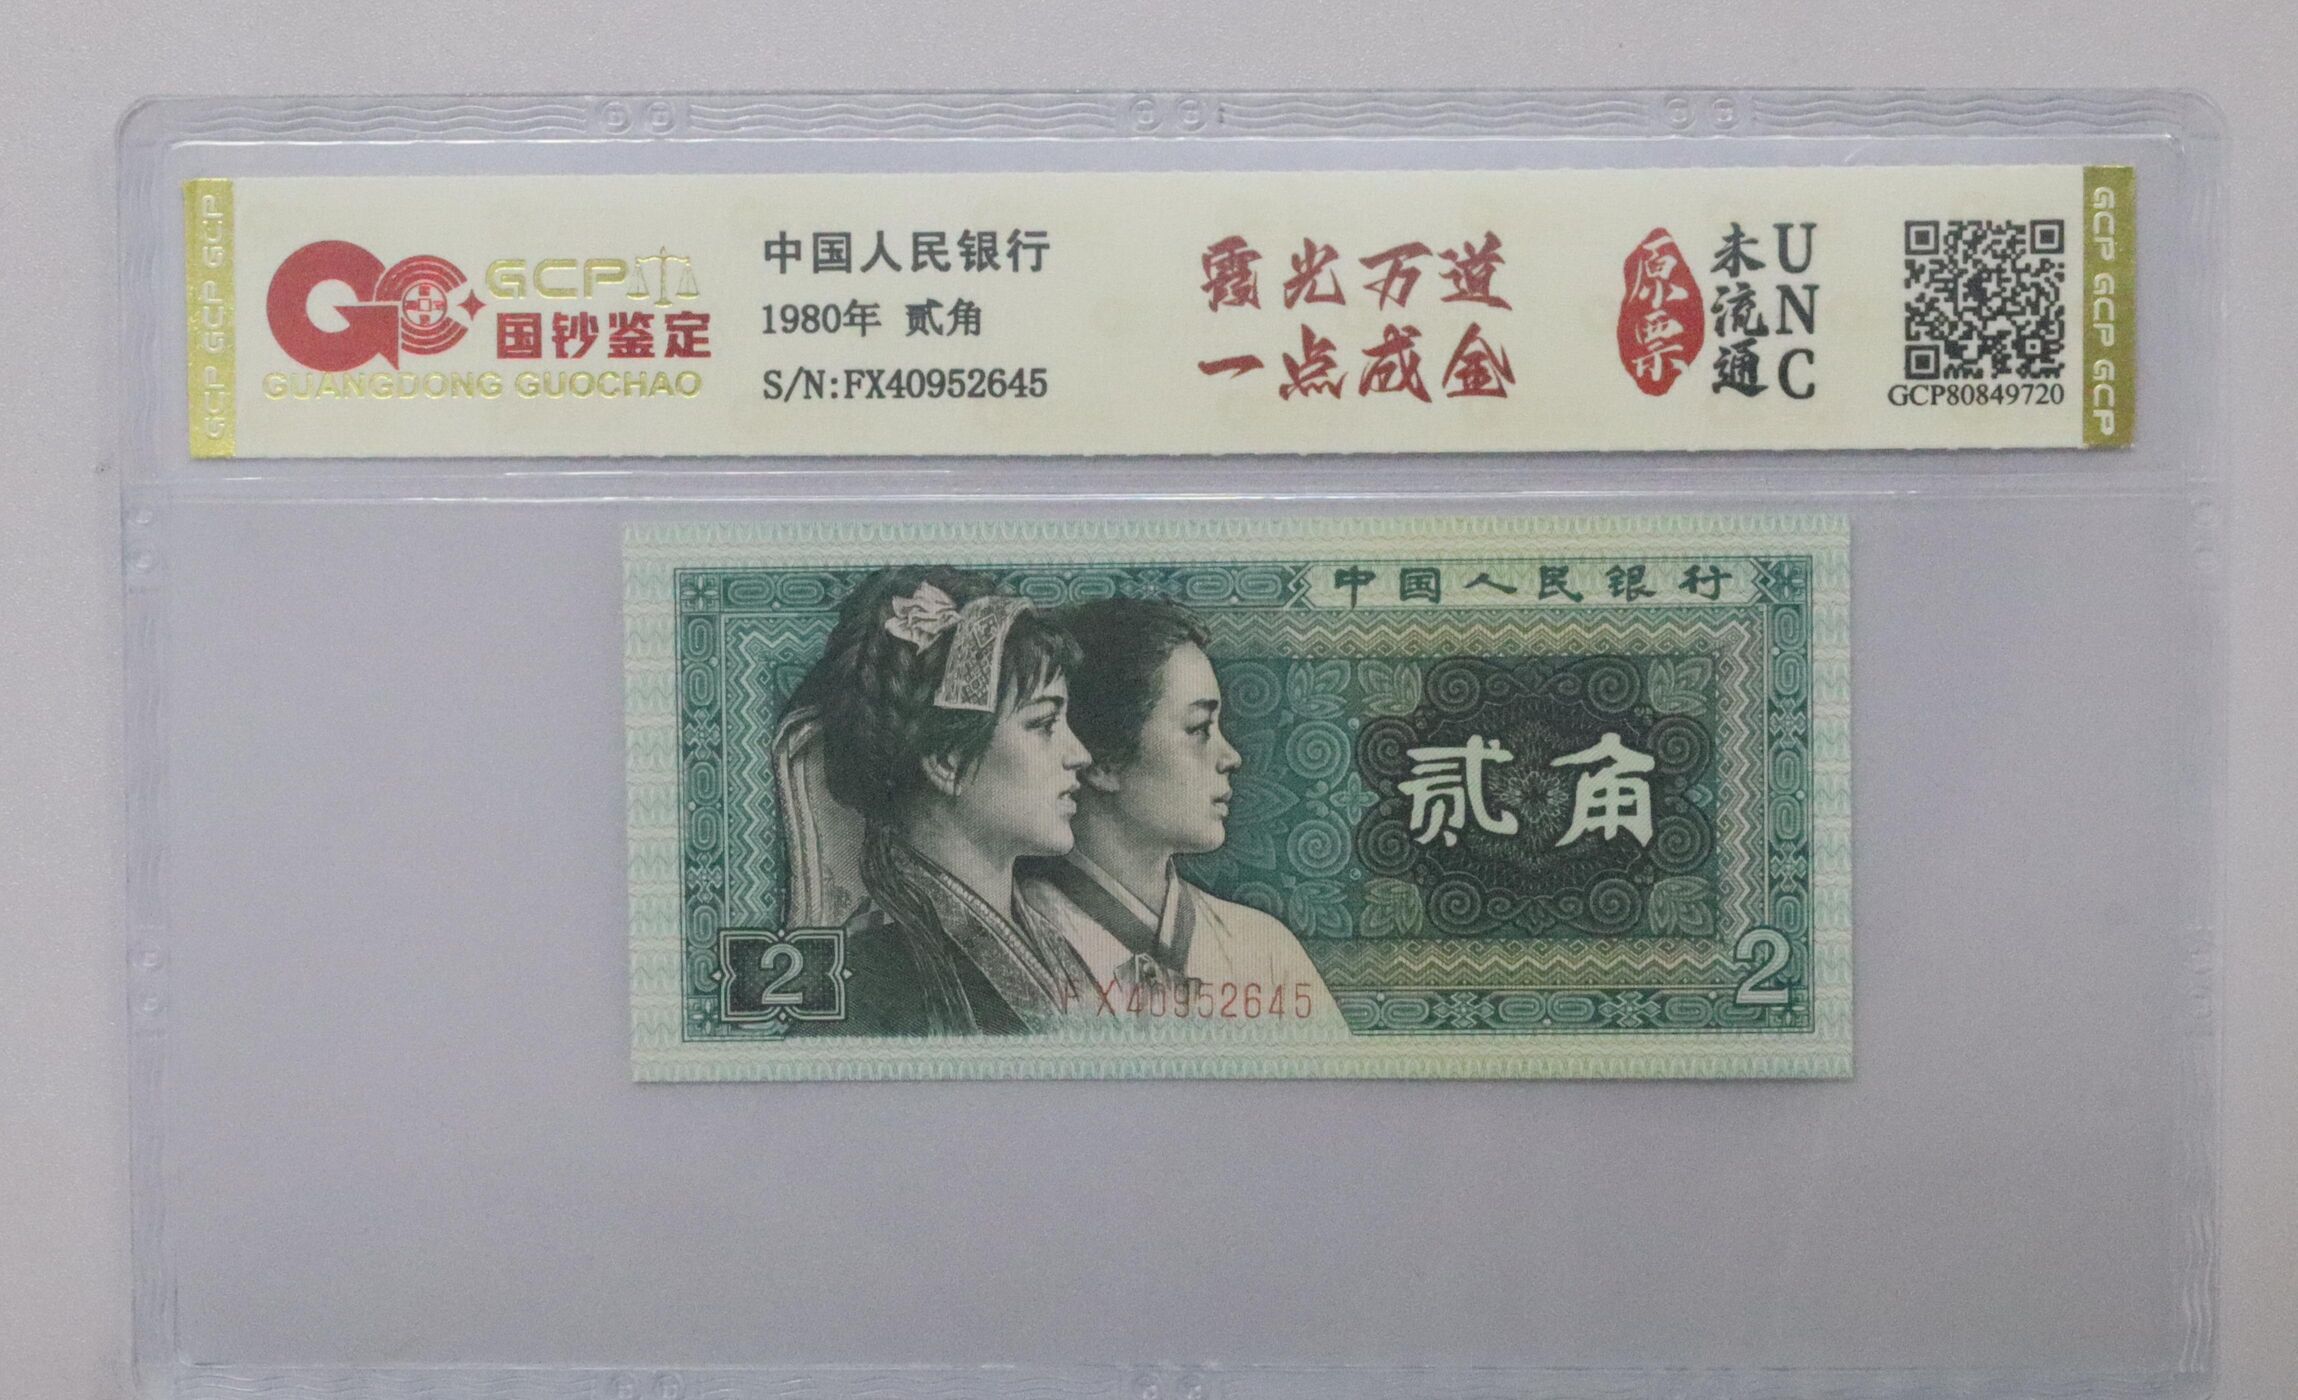 GCP GCP GCP
GCP
国钞鉴定
GUANGDONG GUOCHAO
中国人民银行
1980年 贰角
S/N:FX40952645
霞光万道
一点成金
原票
未流通
UNC
GCP80849720
GCP GCP GCP
中国人民银行
贰角
2
2
FX40952645